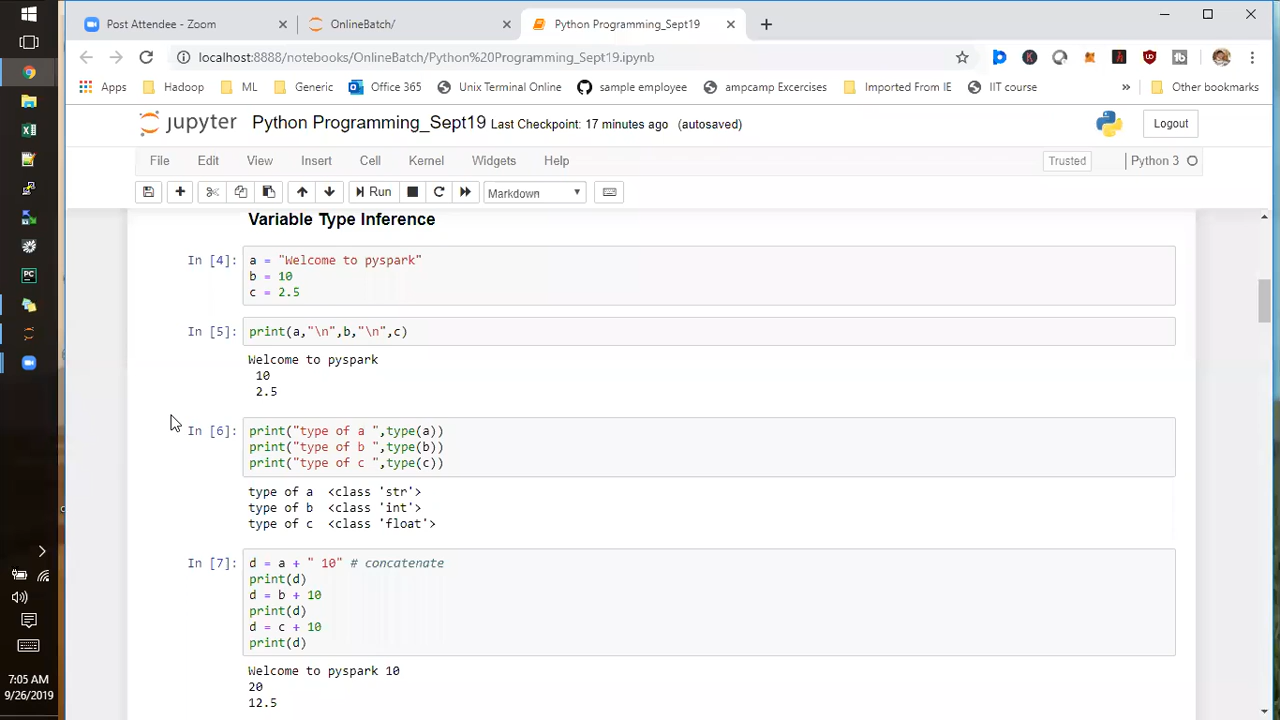 Post Attendee - Zoom
OnlineBatch/
Python Programming_Sept19
localhost:8888/notebooks/OnlineBatch/Python%20Programming_Sept19.ipynb
Apps Hadoop ML Generic Office 365 Unix Terminal Online sample employee ampcamp Excercises Imported From IE IIT course » Other bookmarks
jupyter Python Programming_Sept19 Last Checkpoint: 17 minutes ago (autosaved) Logout
File Edit View Insert Cell Kernel Widgets Help Trusted Python 3
Run Markdown
Variable Type Inference
In [4]: a = "Welcome to pyspark"
b = 10
c = 2.5
In [5]: print(a,"\n",b,"\n",c)
Welcome to pyspark
10
2.5
In [6]: print("type of a ",type(a))
print("type of b ",type(b))
print("type of c ",type(c))
type of a  <class 'str'>
type of b  <class 'int'>
type of c  <class 'float'>
In [7]: d = a + " 10" # concatenate
print(d)
d = b + 10
print(d)
d = c + 10
print(d)
Welcome to pyspark 10
20
12.5
7:05 AM
9/26/2019